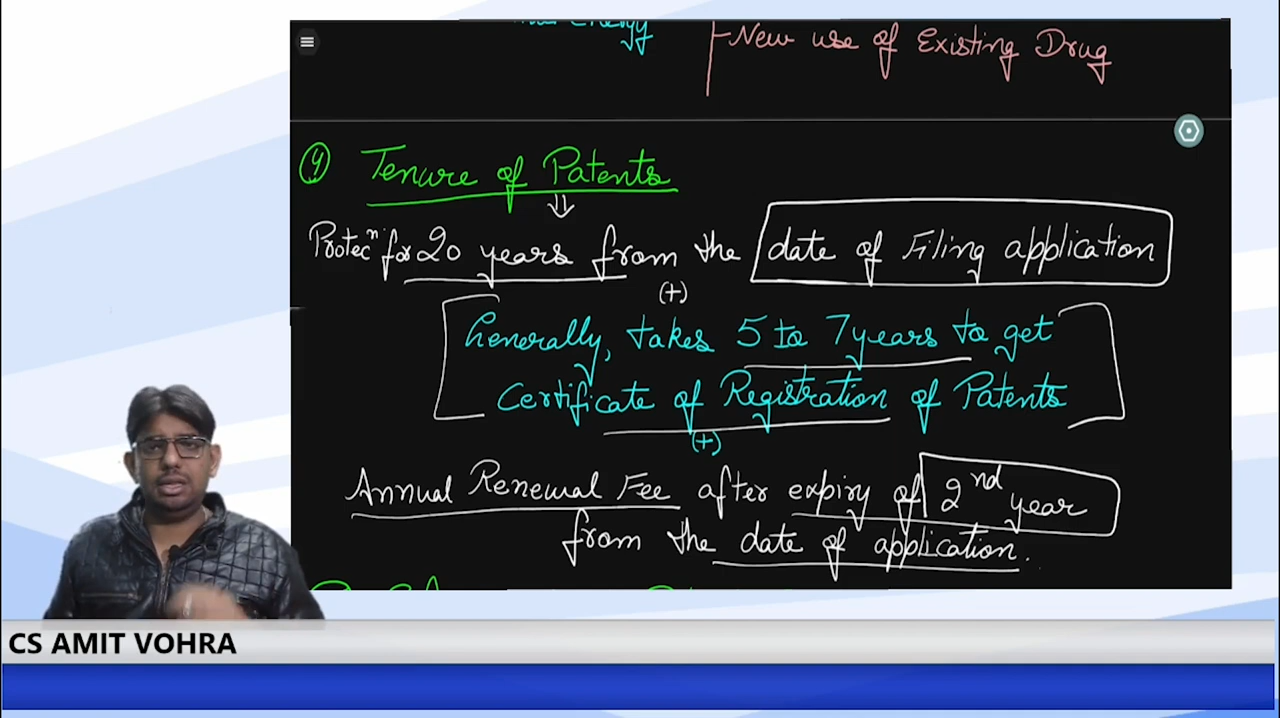 Energy
New use of Existing Drug
9 Tenure of Patents
Protecⁿ for 20 years from the date of Filing application
(+)
Generally, takes 5 to 7 years to get
Certificate of Registration of Patents
(+)
Annual Renewal Fee after expiry of 2nd year
from the date of application.
CS AMIT VOHRA